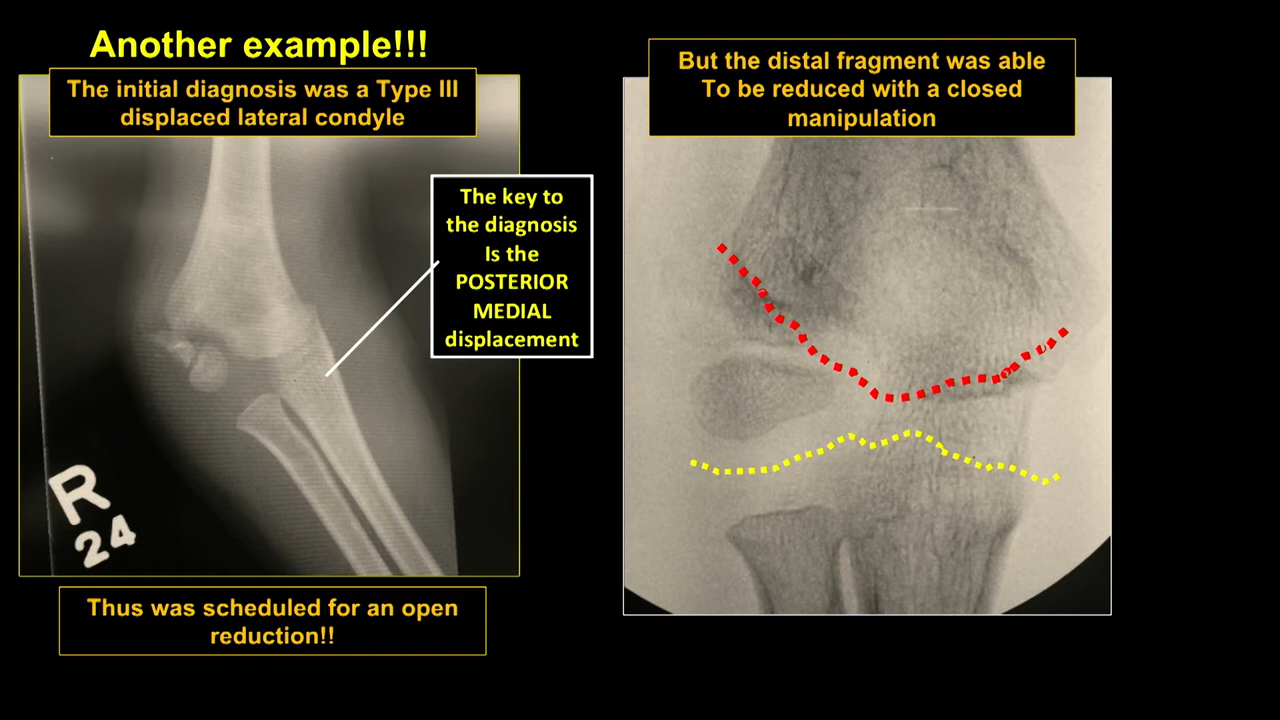 Another example!!!
The initial diagnosis was a Type III
displaced lateral condyle
But the distal fragment was able
To be reduced with a closed
manipulation
The key to
the diagnosis
Is the
POSTERIOR
MEDIAL
displacement
R
24
Thus was scheduled for an open
reduction!!